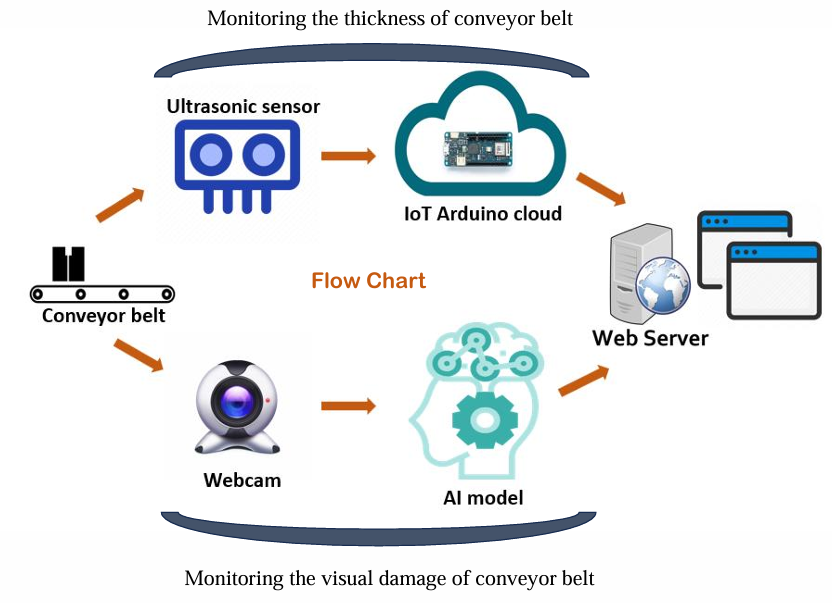 Monitoring the thickness of conveyor belt
Ultrasonic sensor
IoT Arduino cloud
Flow Chart
Conveyor belt
Web Server
Webcam
AI model
Monitoring the visual damage of conveyor belt